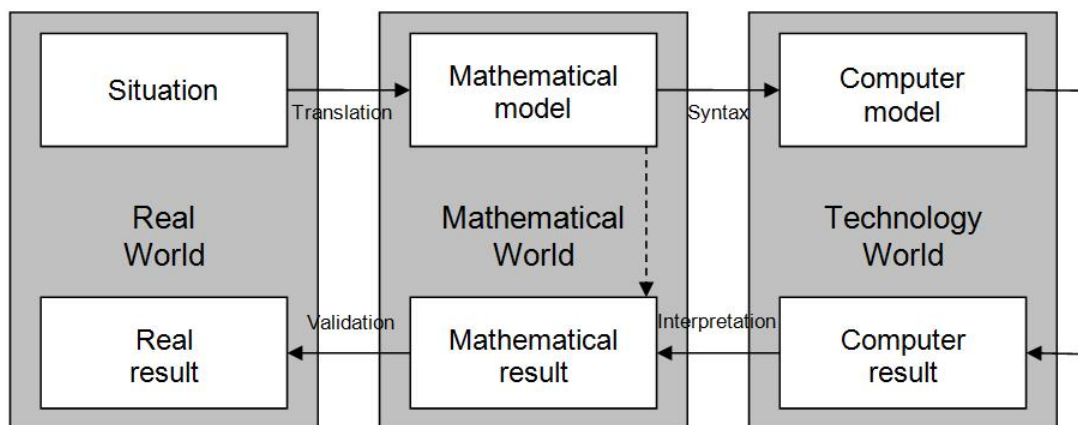 Situation
Translation
Mathematical
model
Syntax
Computer
model
Real
World
Mathematical
World
Technology
World
Real
result
Validation
Mathematical
result
Interpretation
Computer
result